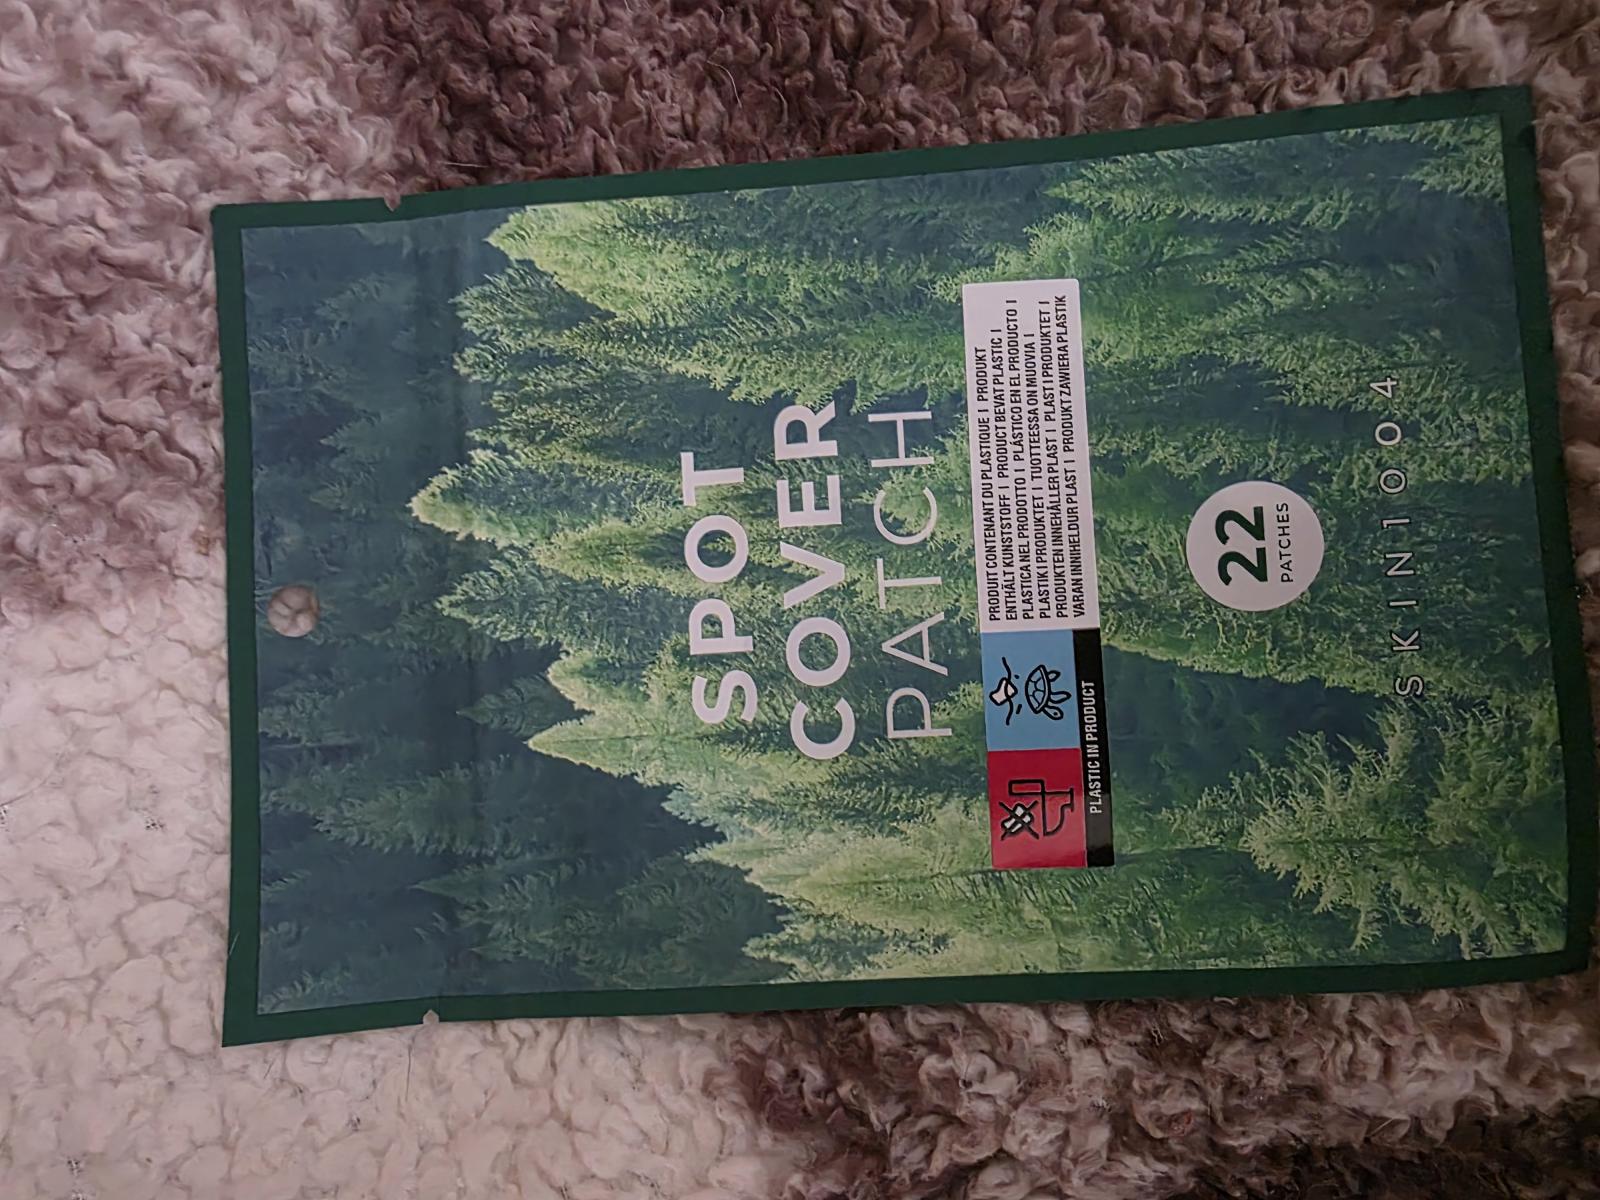 SPOT
COVER
PATCH
PRODUIT CONTENANT DU PLASTIQUE I PRODUKT
ENTHÄLT KUNSTSTOFF I PRODUCT BEVAT PLASTIC I
PLASTICA NEL PRODOTTO I PLÁSTICO EN EL PRODUCTO I
PLASTIK I PRODUKTET I TUOTTEESSA ON MUOVIA I
PRODUKTEN INNEHÅLLER PLAST I PLAST I PRODUKTET I
VARAN INNIHELDUR PLAST I PRODUKT ZAWIERA PLASTIK
PLASTIC IN PRODUCT
22
PATCHES
SKIN1004